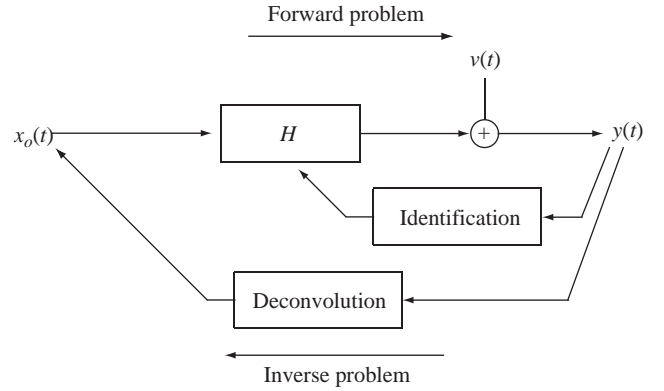 Forward problem
v(t)
x_o(t)
H
+
y(t)
Identification
Deconvolution
Inverse problem